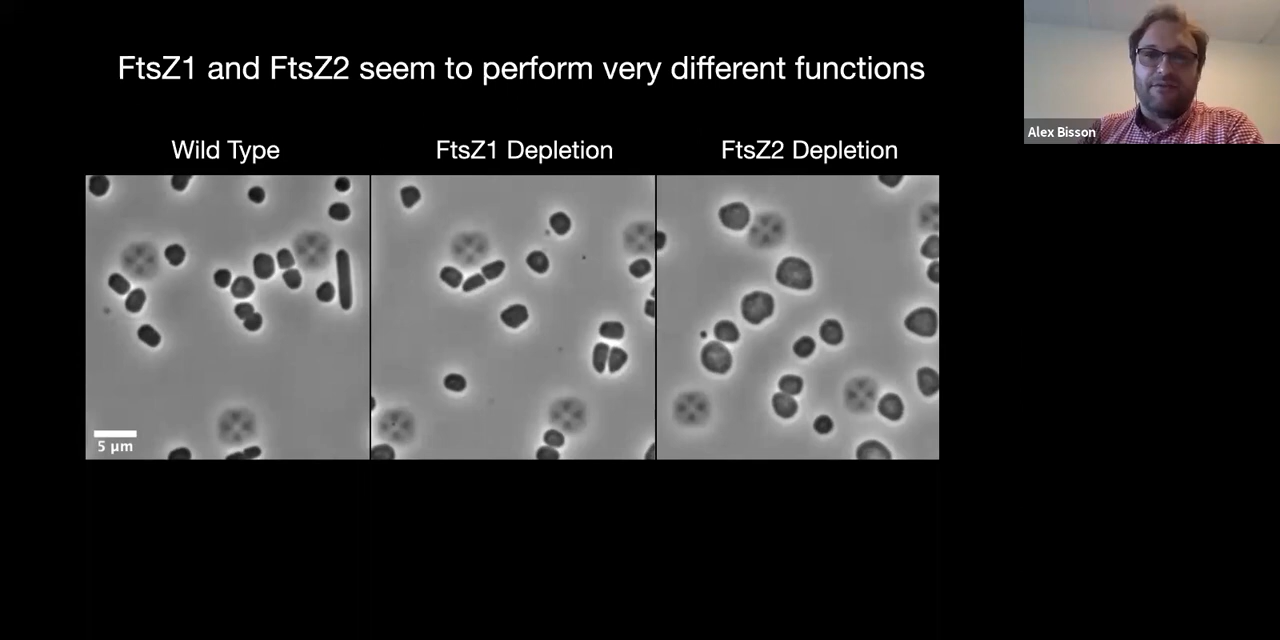 FtsZ1 and FtsZ2 seem to perform very different functions
Alex Bisson
Wild Type
FtsZ1 Depletion
FtsZ2 Depletion
5 µm